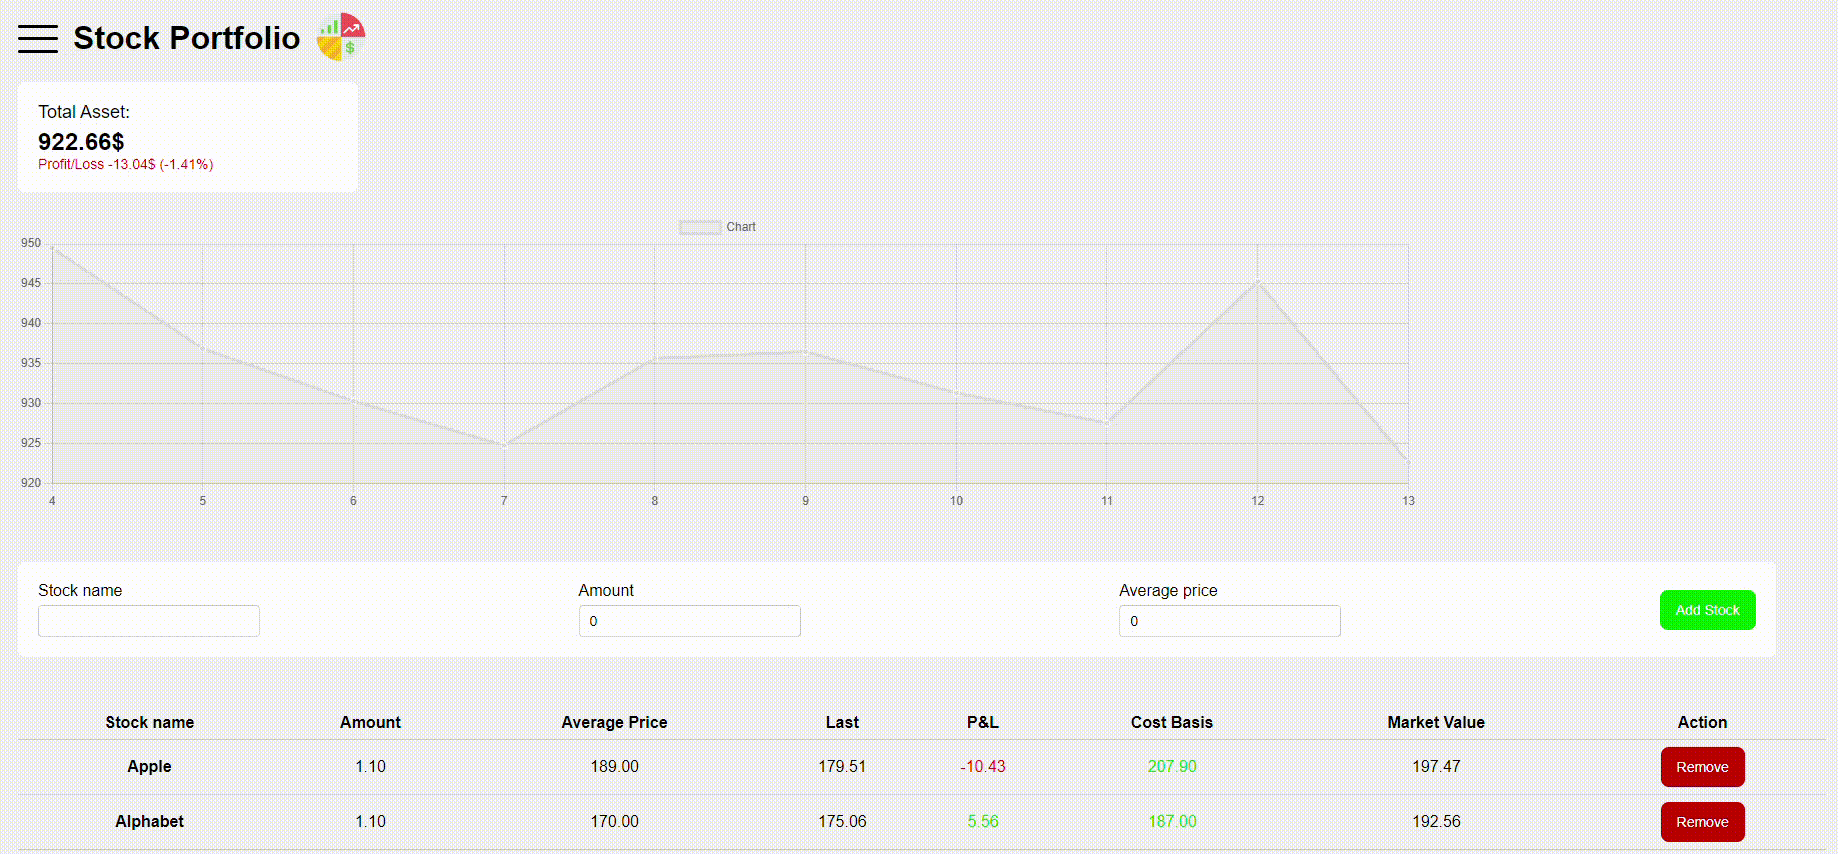 Stock Portfolio
$
Total Asset:
922.66$
Profit/Loss -13.04$ (-1.41%)
Chart
950
945
940
935
930
925
920
4 5 6 7 8 9 10 11 12 13
Stock name Amount Average price
0 0 Add Stock
Stock name Amount Average Price Last P&L Cost Basis Market Value Action
Apple 1.10 189.00 179.51 -10.43 207.90 197.47 Remove
Alphabet 1.10 170.00 175.06 5.56 187.00 192.56 Remove